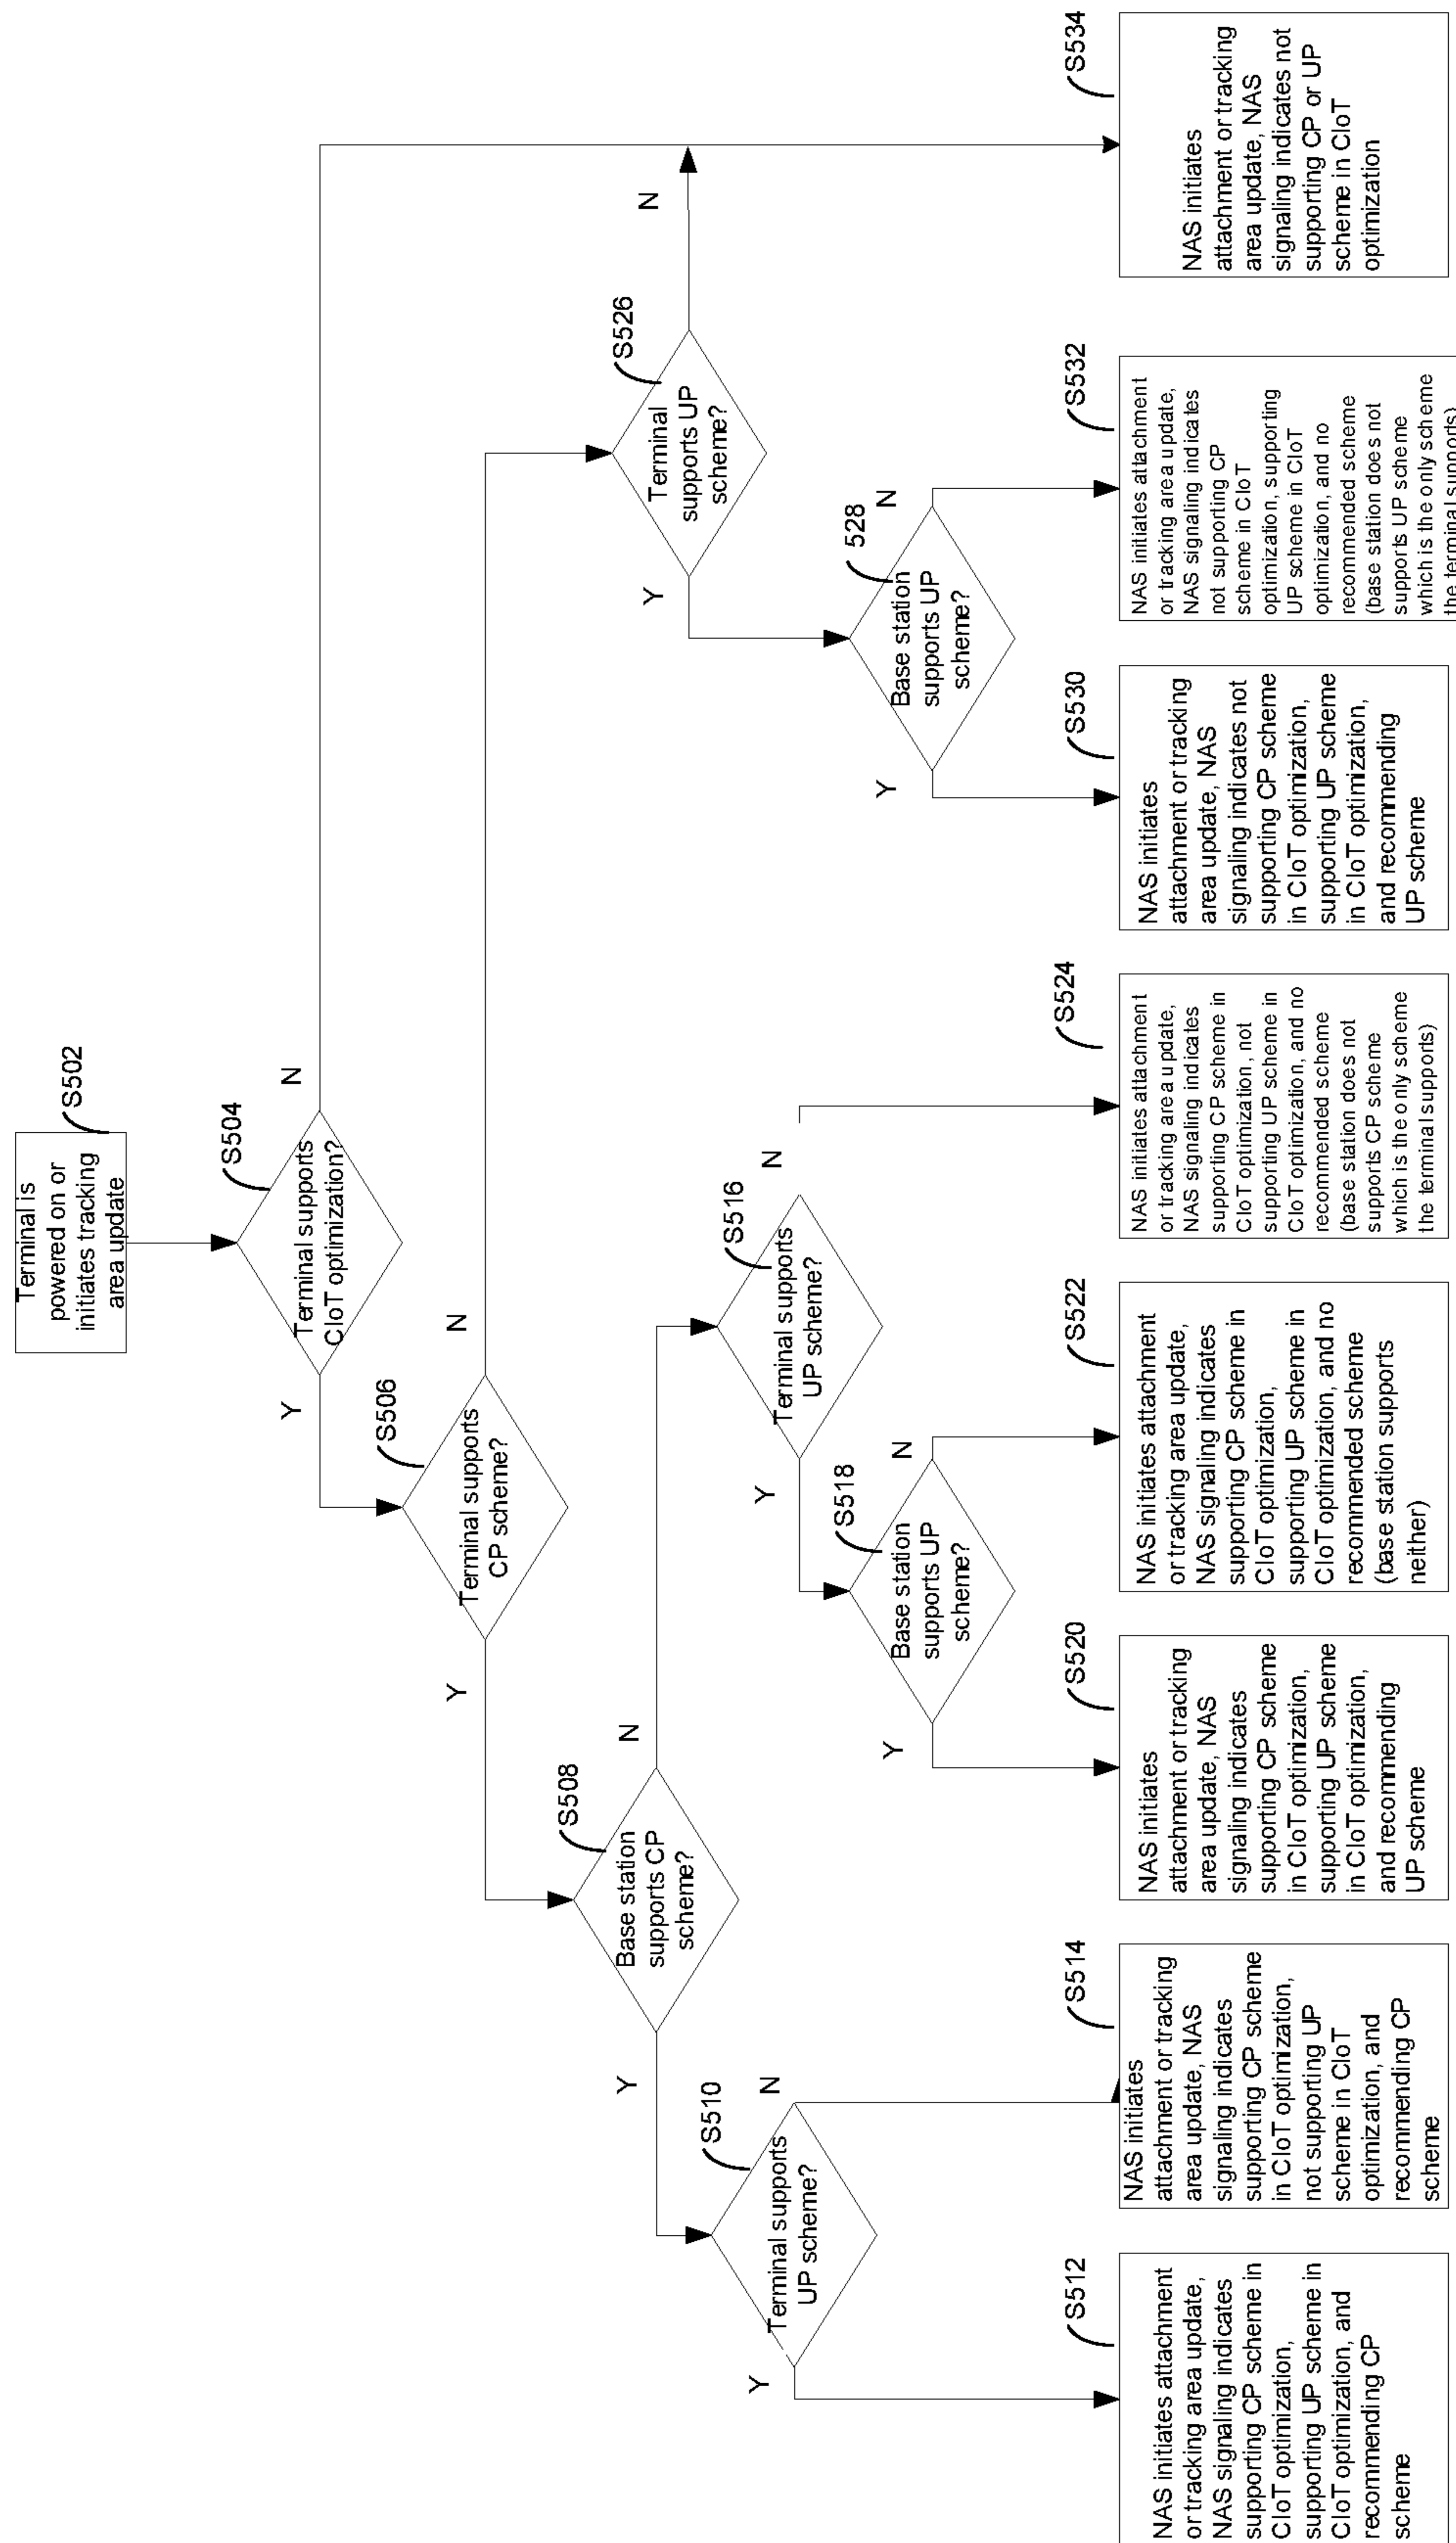 Terminal is
powered on or
initiates tracking
area update
S502
Terminal supports
CIoT optimization?
S504
Y
N
Terminal supports
CP scheme?
S506
Y
N
Base station
supports CP
scheme?
S508
Y
N
Terminal
supports UP
scheme?
S526
Y
N
Terminal supports
UP scheme?
S510
Y
N
Terminal supports
UP scheme?
S516
Y
N
Base station
supports UP
scheme?
S518
Y
N
Base station
supports UP
scheme?
528
Y
N
S512
NAS initiates attachment
or tracking area update,
NAS signaling indicates
supporting CP scheme in
CIoT optimization,
supporting UP scheme in
CIoT optimization, and
recommending CP
scheme
S514
NAS initiates
attachment or tracking
area update, NAS
signaling indicates
supporting CP scheme
in CIoT optimization,
not supporting UP
scheme in CIoT
optimization, and
recommending CP
scheme
S520
NAS initiates
attachment or tracking
area update, NAS
signaling indicates
supporting CP scheme
in CIoT optimization,
supporting UP scheme
in CIoT optimization,
and recommending
UP scheme
S522
NAS initiates attachment
or tracking area update,
NAS signaling indicates
supporting CP scheme in
CIoT optimization,
supporting UP scheme in
CIoT optimization, and no
recommended scheme
(base station supports
neither)
S524
NAS initiates attachment
or tracking area update,
NAS signaling indicates
supporting CP scheme in
CIoT optimization, not
supporting UP scheme in
CIoT optimization, and no
recommended scheme
(base station does not
supports CP scheme
which is the only scheme
the terminal supports)
S530
NAS initiates
attachment or tracking
area update, NAS
signaling indicates not
supporting CP scheme
in CIoT optimization,
supporting UP scheme
in CIoT optimization,
and recommending
UP scheme
S532
NAS initiates attachment
or tracking area update,
NAS signaling indicates
not supporting CP
scheme in CIoT
optimization, supporting
UP scheme in CIoT
optimization, and no
recommended scheme
(base station does not
supports UP scheme
which is the only scheme
the terminal supports)
S534
NAS initiates
attachment or tracking
area update, NAS
signaling indicates not
supporting CP or UP
scheme in CIoT
optimization